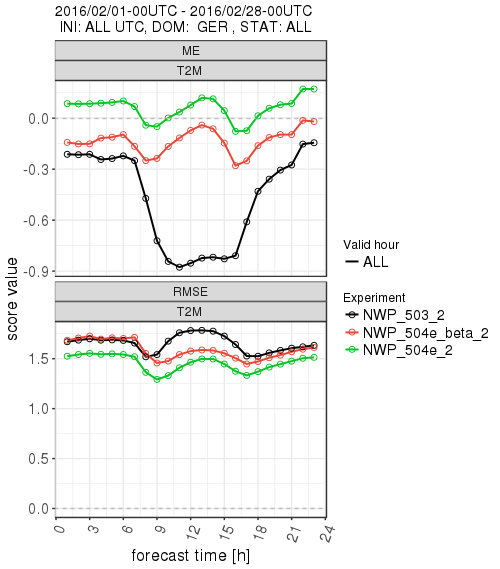 2016/02/01-00UTC - 2016/02/28-00UTC
INI: ALL UTC, DOM: GER , STAT: ALL
ME
T2M
0.0
-0.3
-0.6
-0.9
RMSE
T2M
1.5
1.0
0.5
0.0
0 3 6 9 12 15 18 21 24
forecast time [h]
score value
Valid hour
ALL
Experiment
NWP_503_2
NWP_504e_beta_2
NWP_504e_2